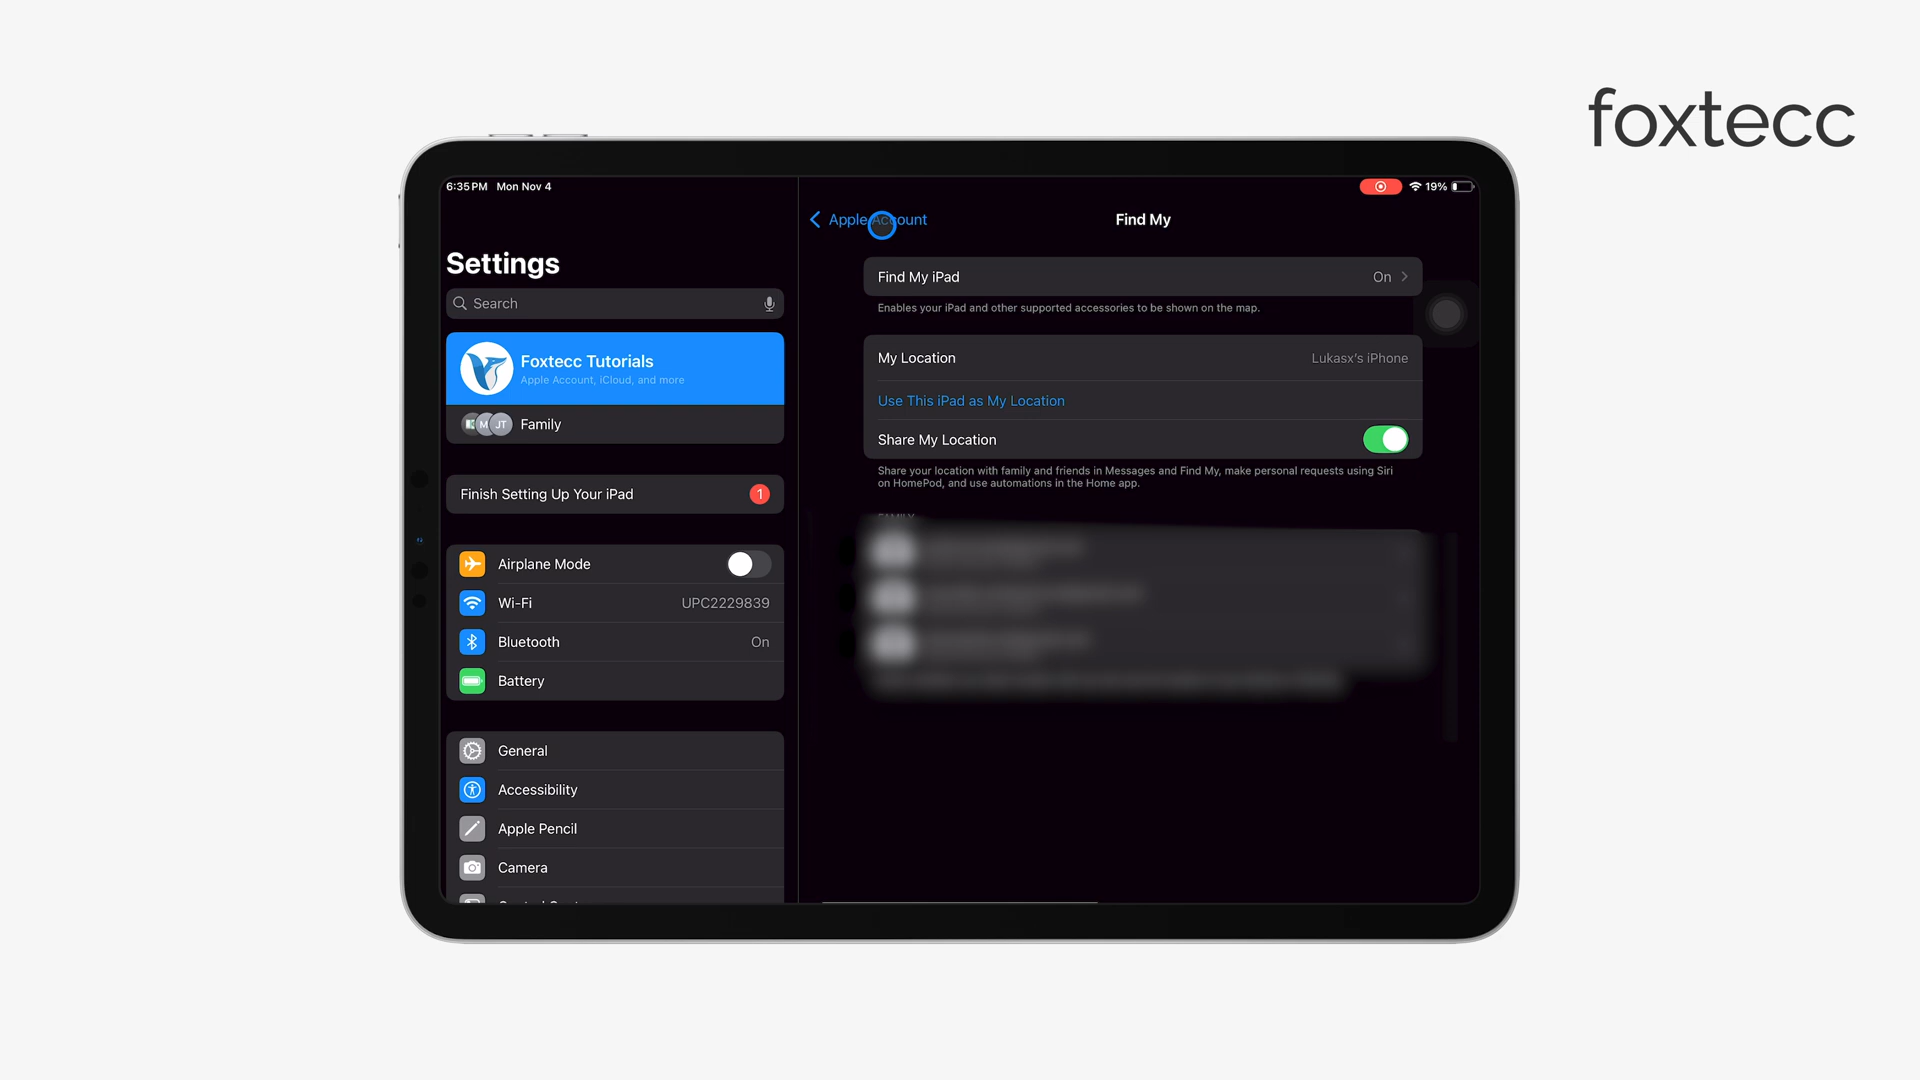 foxtecc
6:35 PM Mon Nov 4
19%
Settings
Search
Foxtecc Tutorials
Apple Account, iCloud, and more
M JT Family
Finish Setting Up Your iPad 1
Airplane Mode
Wi-Fi UPC2229839
Bluetooth On
Battery
General
Accessibility
Apple Pencil
Camera
Apple Account
Find My
Find My iPad On
Enables your iPad and other supported accessories to be shown on the map.
My Location Lukasx's iPhone
Use This iPad as My Location
Share My Location
Share your location with family and friends in Messages and Find My, make personal requests using Siri
on HomePod, and use automations in the Home app.
FAMILY